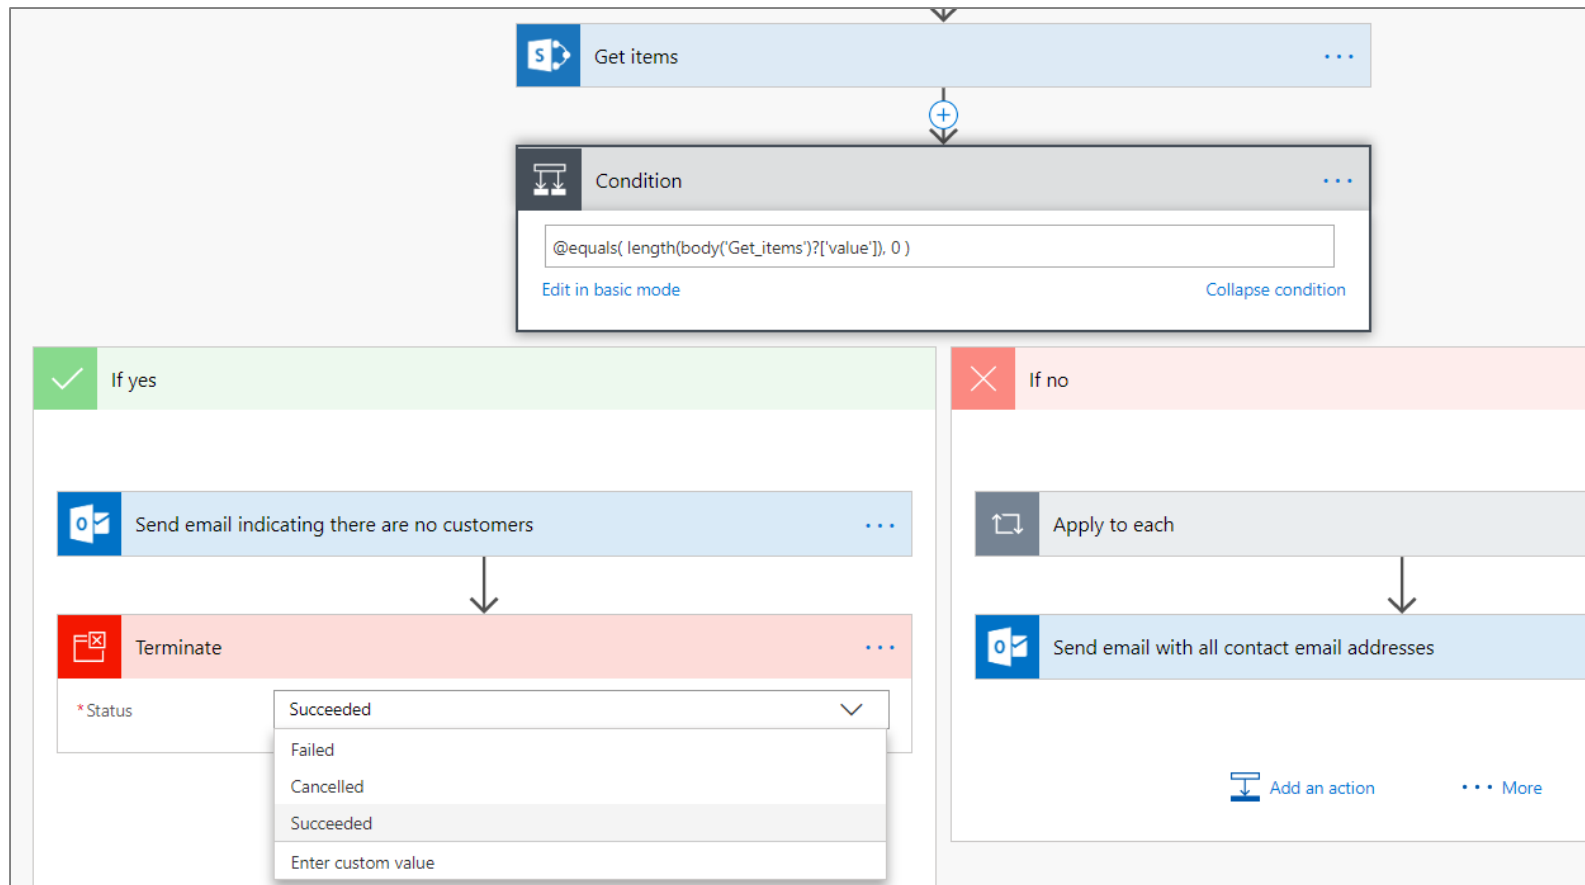 Get items
Condition
@equals( length(body('Get_items')?['value']), 0 )
Edit in basic mode
Collapse condition
If yes
If no
Send email indicating there are no customers
Apply to each
Terminate
Send email with all contact email addresses
* Status
Succeeded
Failed
Cancelled
Succeeded
Enter custom value
Add an action
More